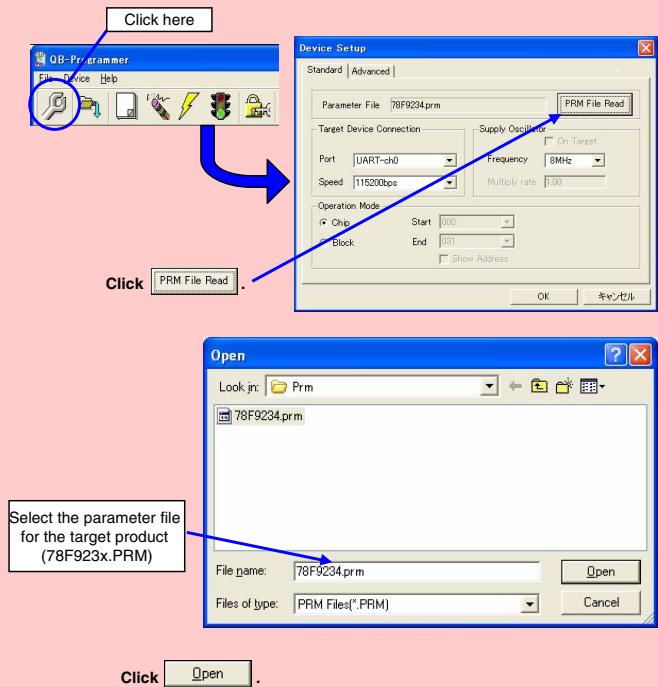 Click here
QB-Programmer
File Device Help
Device Setup
Standard Advanced
Parameter File 78F9234.prm PRM File Read
Target Device Connection
Supply Oscillator
On Target
Port UART-ch0
Frequency 8MHz
Speed 115200bps
Multiply rate 1.00
Operation Mode
Chip Start 000
Block End 031
Show Address
OK キャンセル
Click PRM File Read .
Open
Look in: Prm
78F9234.prm
Select the parameter file
for the target product
(78F923x.PRM)
File name: 78F9234.prm Open
Files of type: PRM Files(*.PRM) Cancel
Click Open .